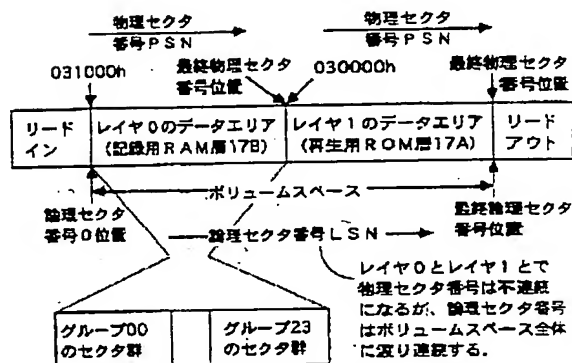 物理セクタ
番号PSN
物理セクタ
番号PSN
031000h
最終物理セクタ
番号位置
030000h
最終物理セクタ
番号位置
リード
イン
レイヤ0のデータエリア
(記録用RAM層17B)
レイヤ1のデータエリア
(再生用ROM層17A)
リード
アウト
ボリュームスペース
論理セクタ
番号0位置
論理セクタ番号LSN
最終論理セクタ
番号位置
レイヤ0とレイヤ1とで
物理セクタ番号は不連続
になるが、論理セクタ番号
はボリュームスペース全体
に渡り連続する。
グループ00
のセクタ群
グループ23
のセクタ群